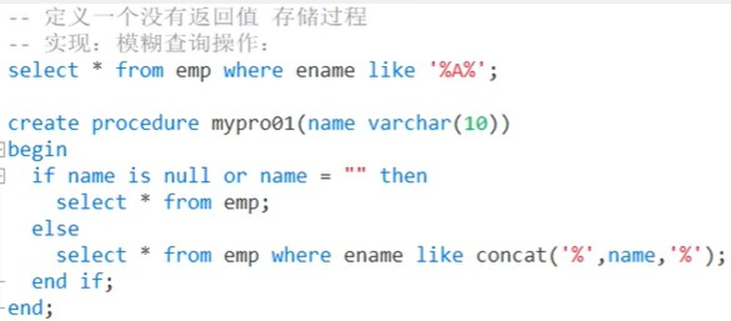 -- 定义一个没有返回值 存储过程
-- 实现：模糊查询操作：
select * from emp where ename like '%A%';
create procedure mypro01(name varchar(10))
begin
if name is null or name = "" then
select * from emp;
else
select * from emp where ename like concat('%',name,'%');
end if;
end;